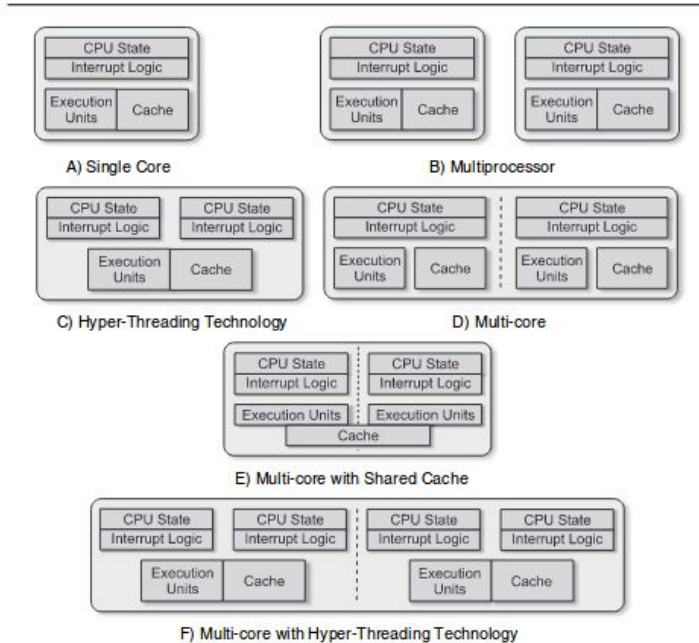 CPU State
Interrupt Logic
Execution Units
Cache
A) Single Core
CPU State
Interrupt Logic
Execution Units
Cache
CPU State
Interrupt Logic
Execution Units
Cache
B) Multiprocessor
CPU State
Interrupt Logic
CPU State
Interrupt Logic
Execution Units
Cache
C) Hyper-Threading Technology
CPU State
Interrupt Logic
Execution Units
Cache
CPU State
Interrupt Logic
Execution Units
Cache
D) Multi-core
CPU State
Interrupt Logic
Execution Units
CPU State
Interrupt Logic
Execution Units
Cache
E) Multi-core with Shared Cache
CPU State
Interrupt Logic
CPU State
Interrupt Logic
Execution Units
Cache
CPU State
Interrupt Logic
CPU State
Interrupt Logic
Execution Units
Cache
F) Multi-core with Hyper-Threading Technology